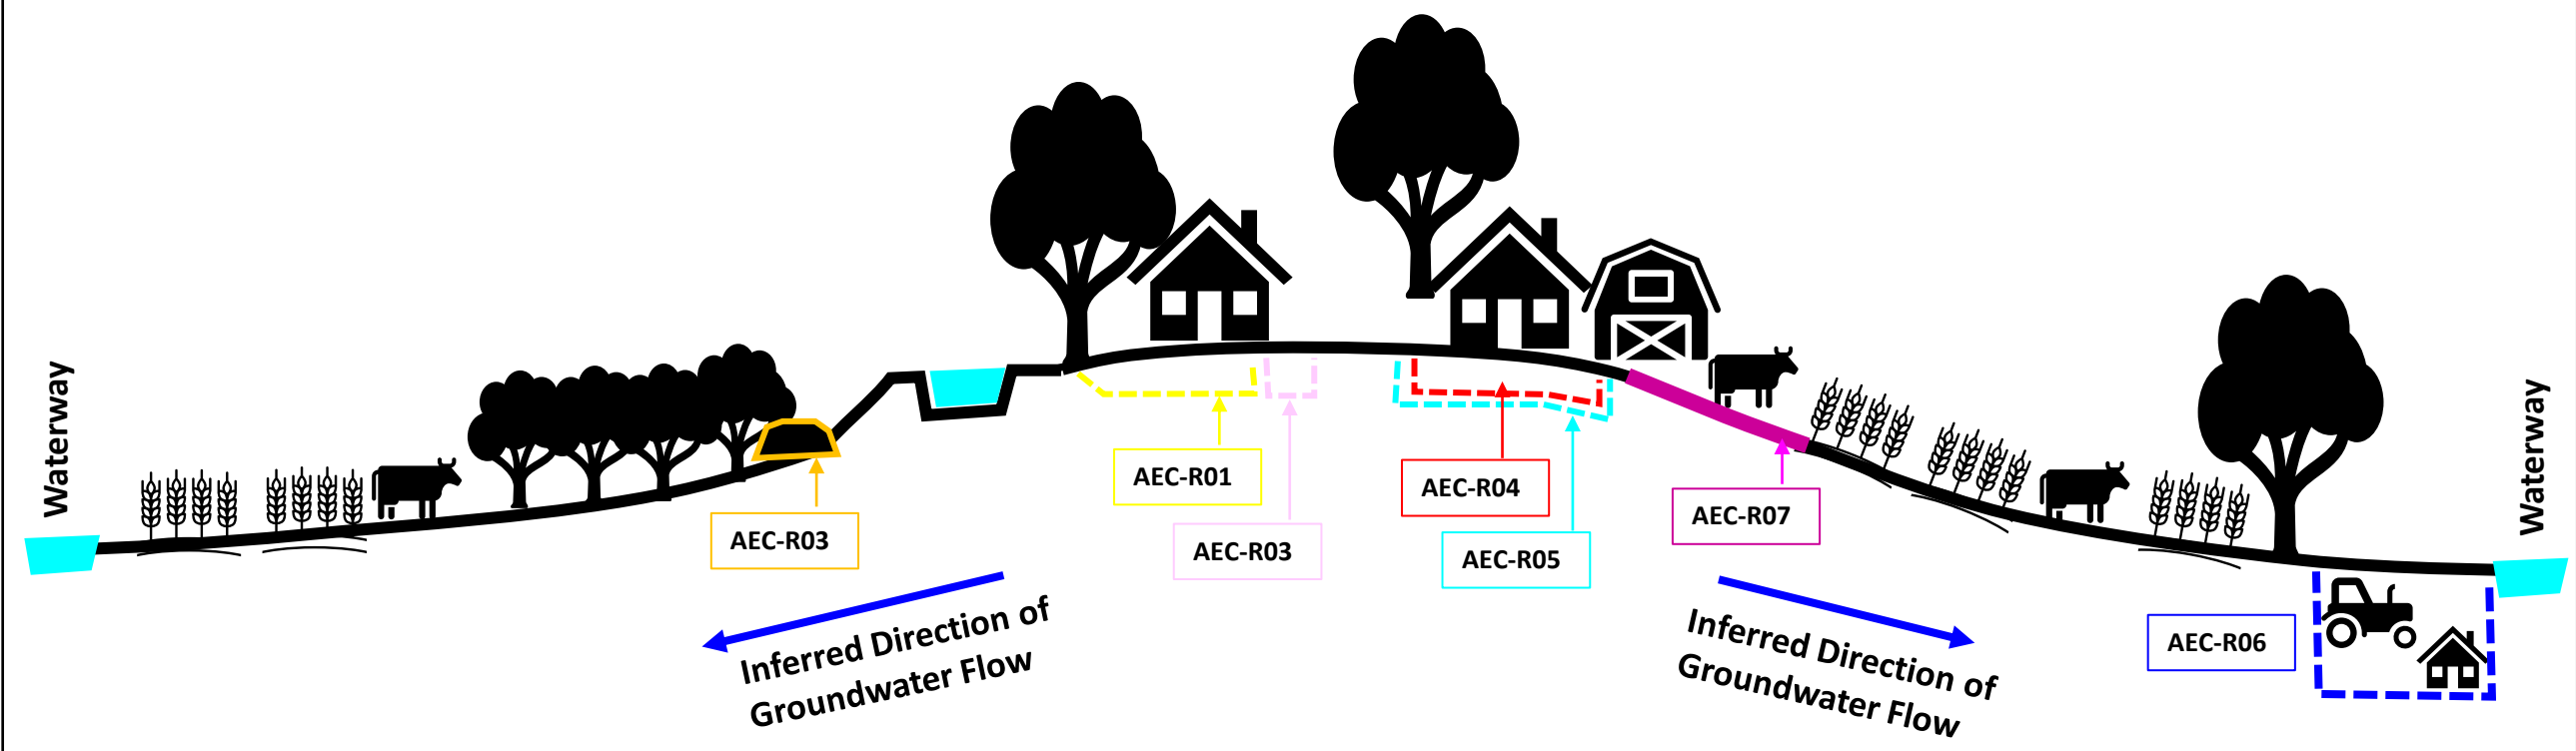 Waterway
AEC-R03
AEC-R01
AEC-R03
AEC-R04
AEC-R05
AEC-R07
AEC-R06
Waterway
Inferred Direction of
Groundwater Flow
Inferred Direction of
Groundwater Flow